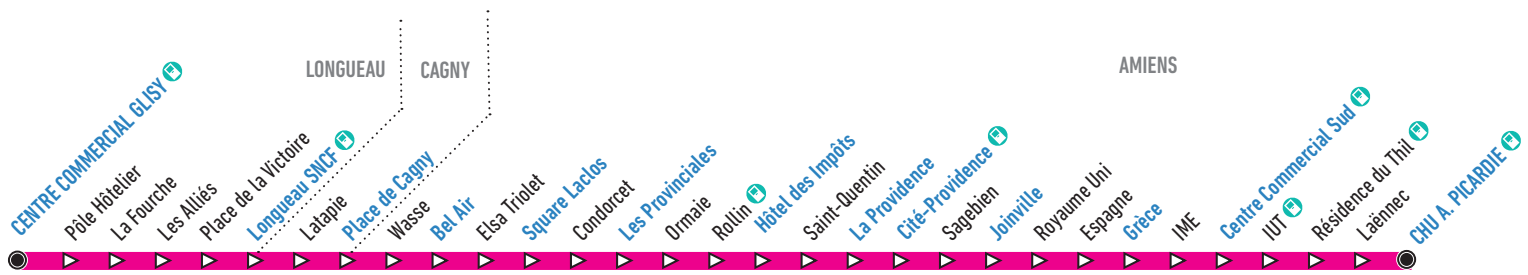 LONGUEAU
CAGNY
AMIENS
CENTRE COMMERCIAL GLISY
Pôle Hôtelier
La Fourche
Les Alliés
Place de la Victoire
Longueau SNCF
Latapie
Place de Cagny
Wasse
Bel Air
Elsa Triolet
Square Laclos
Condorcet
Les Provinciales
Ormaie
Rollin
Hôtel des Impôts
Saint-Quentin
La Providence
Cité-Providence
Sagebien
Joinville
Royaume Uni
Espagne
Grèce
IME
Centre Commercial Sud
IUT
Résidence du Thil
Laënnec
CHU A. PICARDIE